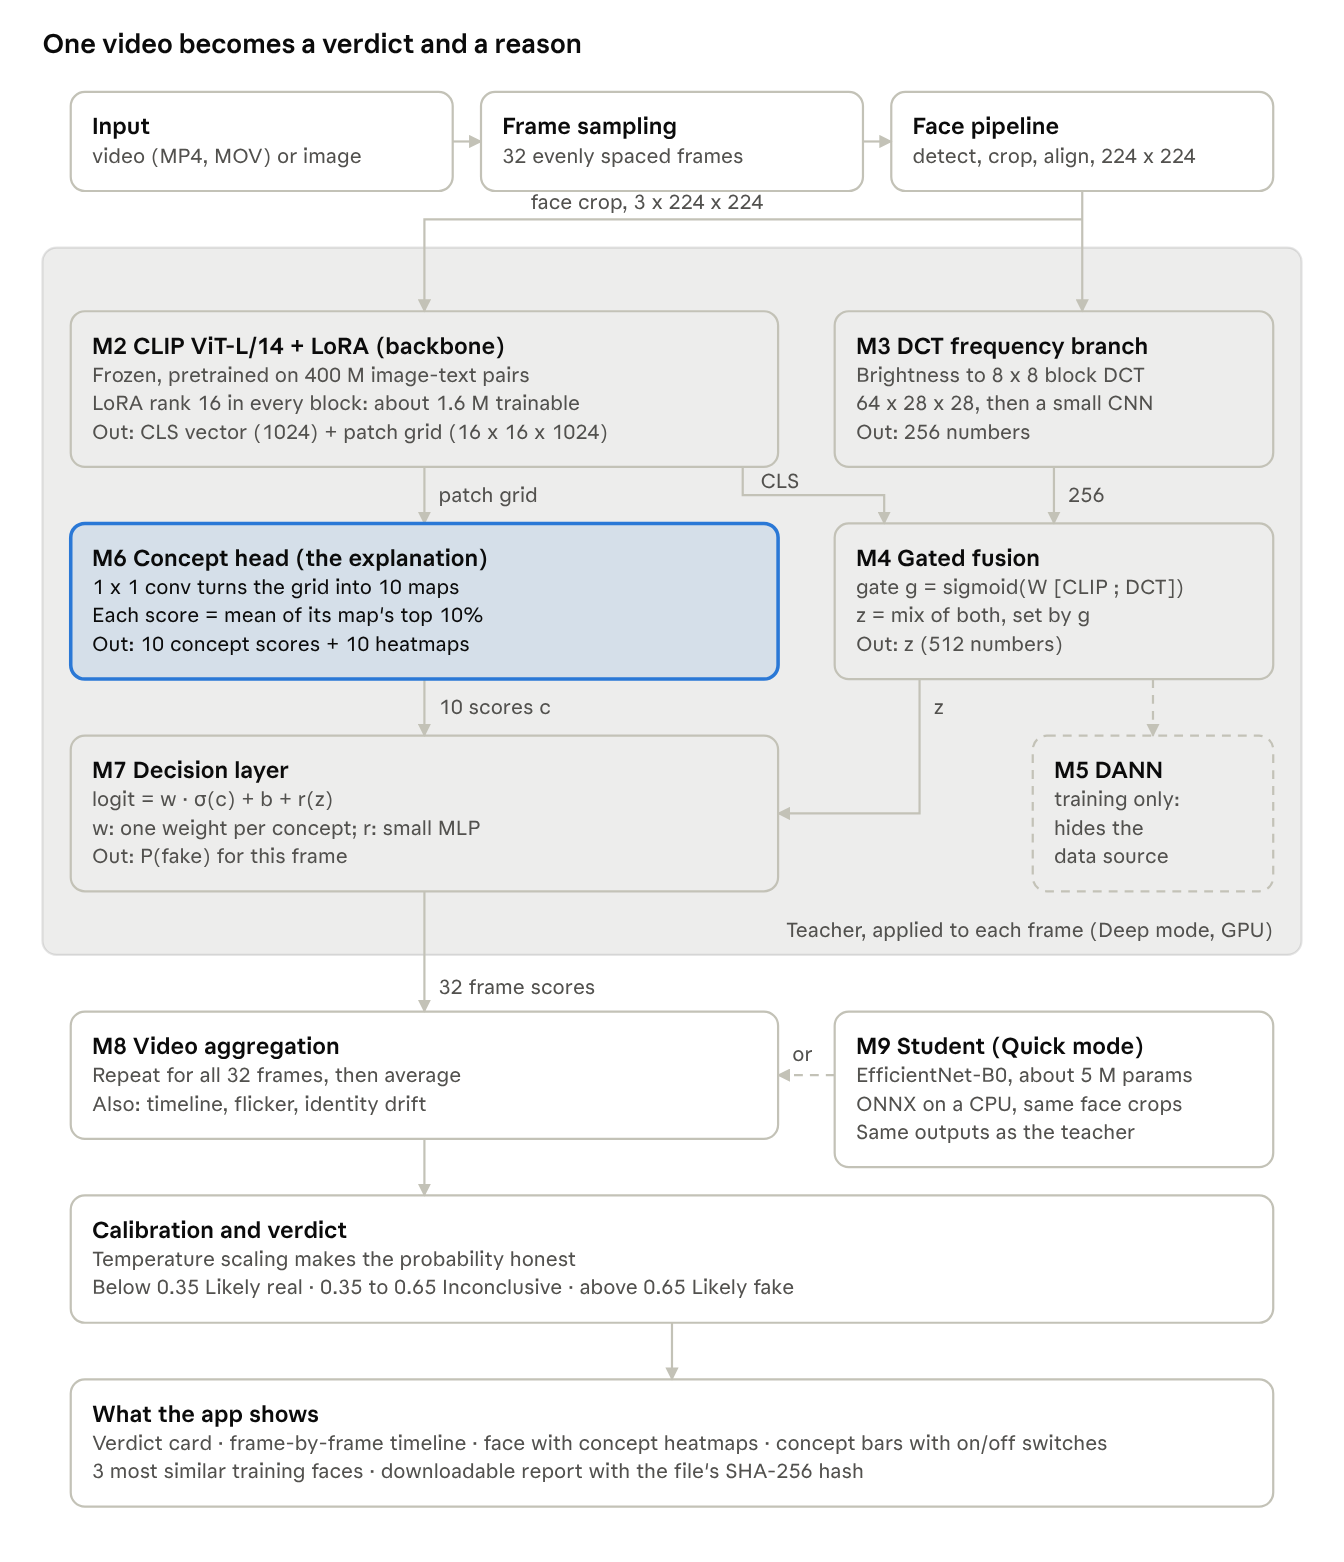 One video becomes a verdict and a reason
Input
video (MP4, MOV) or image
Frame sampling
32 evenly spaced frames
Face pipeline
detect, crop, align, 224 x 224
face crop, 3 x 224 x 224
M2 CLIP ViT-L/14 + LoRA (backbone)
Frozen, pretrained on 400 M image-text pairs
LoRA rank 16 in every block: about 1.6 M trainable
Out: CLS vector (1024) + patch grid (16 x 16 x 1024)
M3 DCT frequency branch
Brightness to 8 x 8 block DCT
64 x 28 x 28, then a small CNN
Out: 256 numbers
patch grid
CLS
256
M6 Concept head (the explanation)
1 x 1 conv turns the grid into 10 maps
Each score = mean of its map's top 10%
Out: 10 concept scores + 10 heatmaps
M4 Gated fusion
gate g = sigmoid(W [CLIP ; DCT])
z = mix of both, set by g
Out: z (512 numbers)
10 scores c
z
M7 Decision layer
logit = w · σ(c) + b + r(z)
w: one weight per concept; r: small MLP
Out: P(fake) for this frame
M5 DANN
training only:
hides the
data source
Teacher, applied to each frame (Deep mode, GPU)
32 frame scores
M8 Video aggregation
Repeat for all 32 frames, then average
Also: timeline, flicker, identity drift
or
M9 Student (Quick mode)
EfficientNet-B0, about 5 M params
ONNX on a CPU, same face crops
Same outputs as the teacher
Calibration and verdict
Temperature scaling makes the probability honest
Below 0.35 Likely real · 0.35 to 0.65 Inconclusive · above 0.65 Likely fake
What the app shows
Verdict card · frame-by-frame timeline · face with concept heatmaps · concept bars with on/off switches
3 most similar training faces · downloadable report with the file's SHA-256 hash